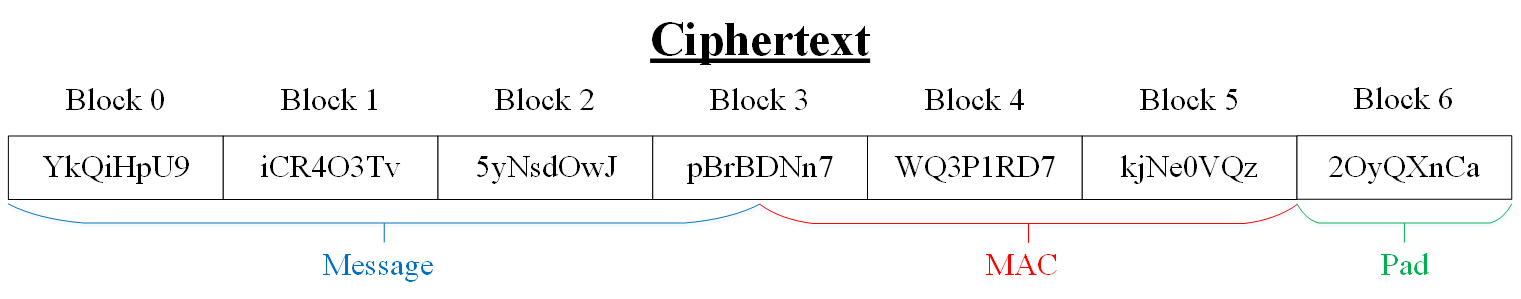 Ciphertext
Block 0 Block 1 Block 2 Block 3 Block 4 Block 5 Block 6
YkQiHpU9 iCR4O3Tv 5yNsdOwJ pBrBDNn7 WQ3P1RD7 kjNe0VQz 2OyQXnCa
Message MAC Pad